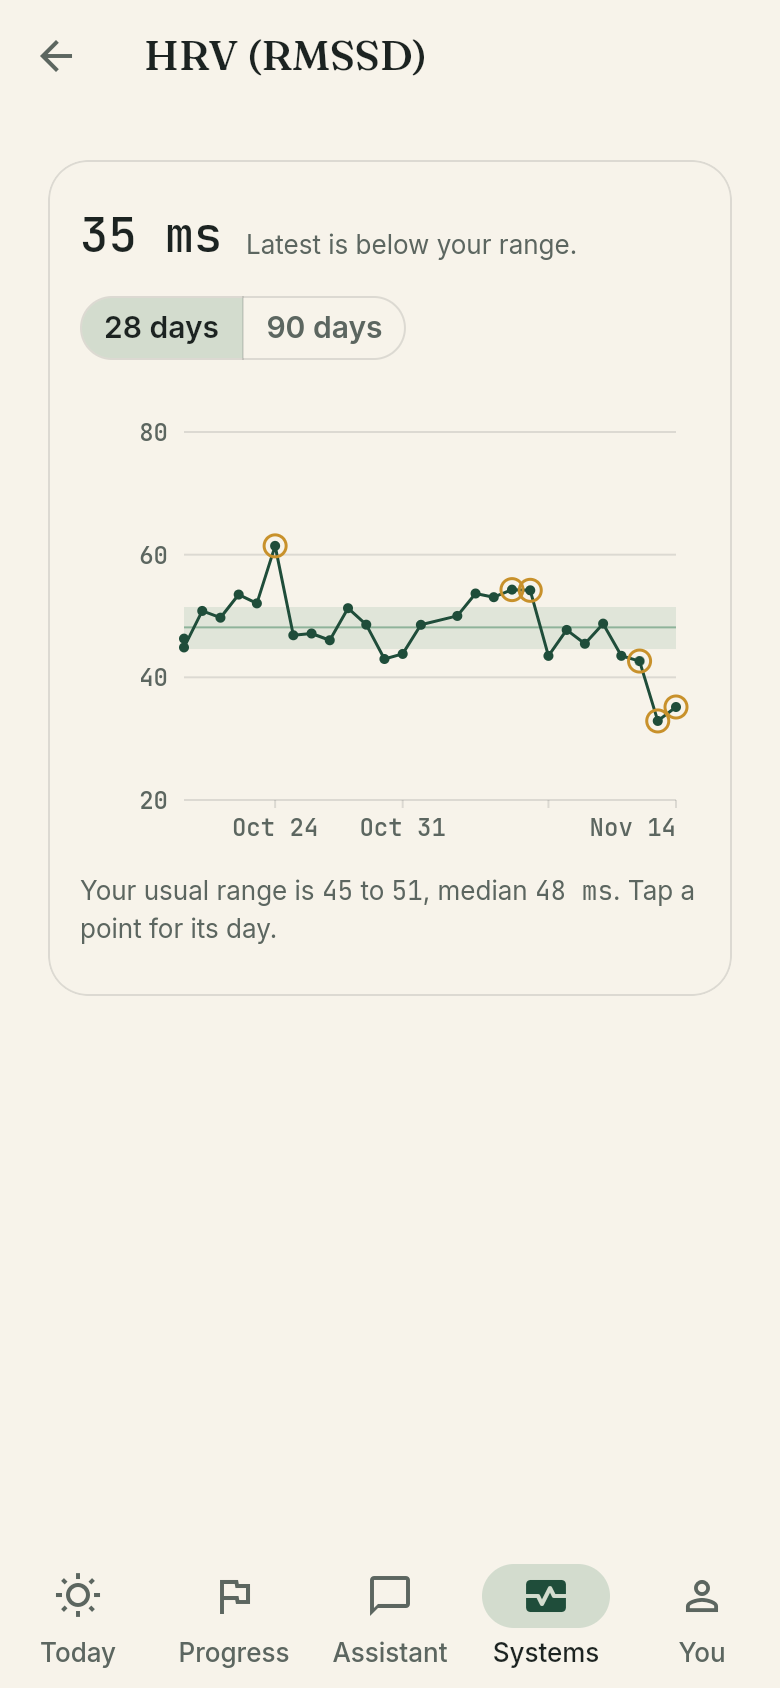 HRV (RMSSD)
35 ms Latest is below your range.
28 days 90 days
80
60
40
20
Oct 24 Oct 31 Nov 14
Your usual range is 45 to 51, median 48 ms. Tap a
point for its day.
Today Progress Assistant Systems You